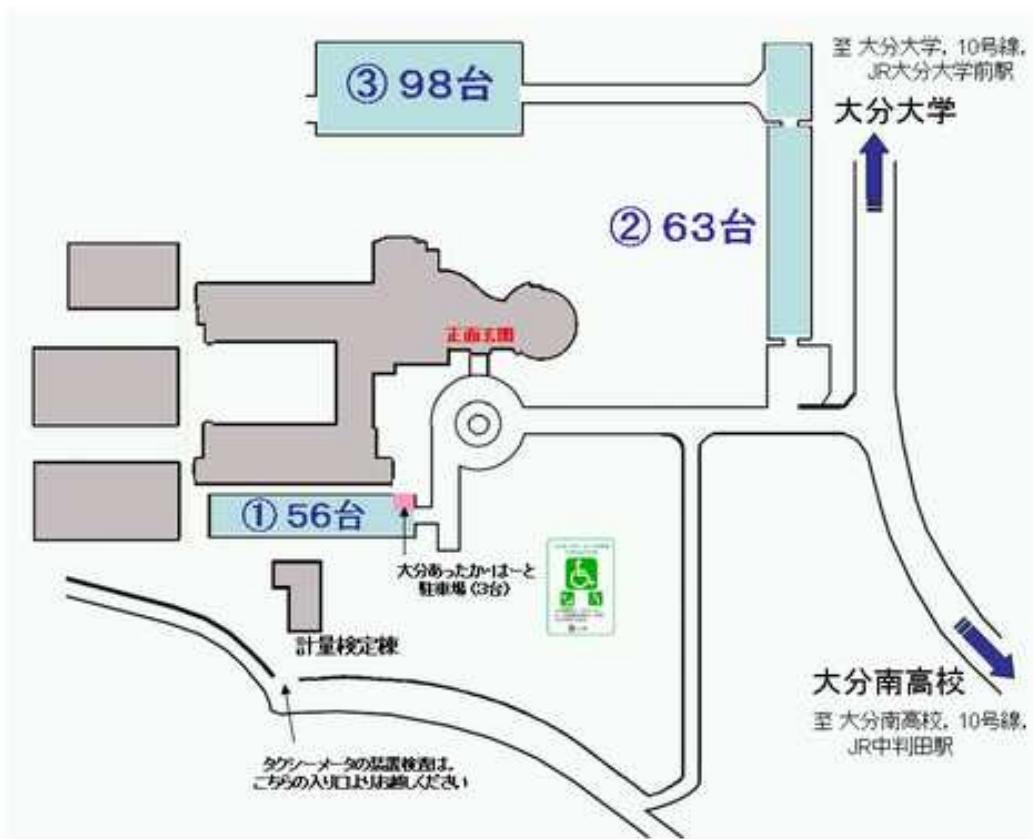 ③ 98台
至 大分大学, 10号線,
JR大分大学前駅
大分大学
② 63台
正面玄関
① 56台
大分あったか・はーと
駐車場（3台）
計量検定棟
大分南高校
至 大分南高校, 10号線,
JR中判田駅
タクシーメータの装置検査は、
こちらの入り口よりお越しください